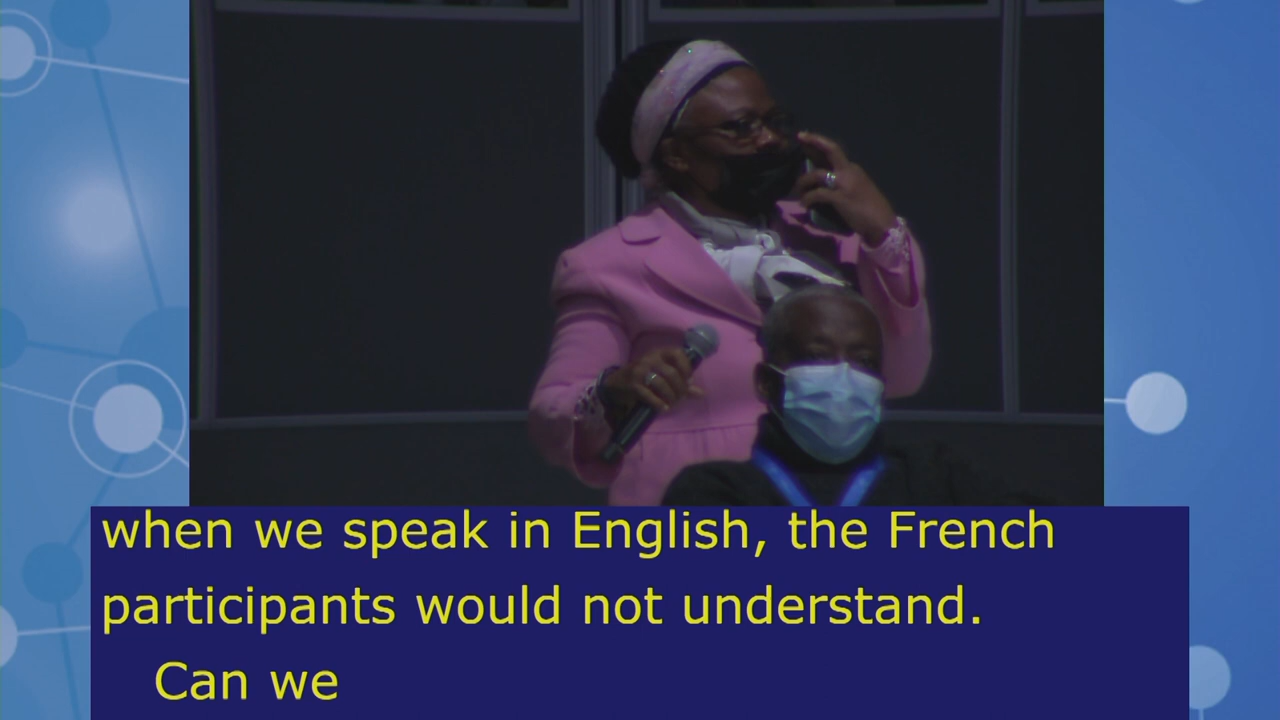 when we speak in English, the French
participants would not understand.
Can we